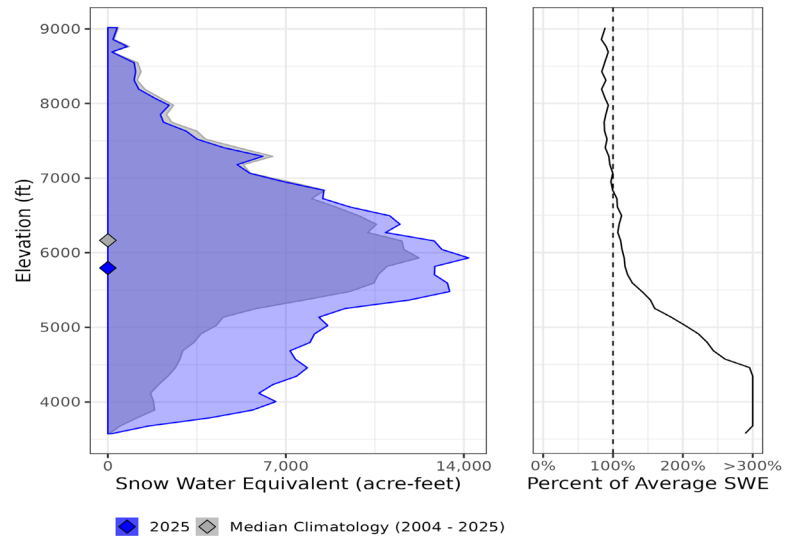 Elevation (ft)
9000
8000
7000
6000
5000
4000
0 7,000 14,000
Snow Water Equivalent (acre-feet)
0% 100% 200% >300%
Percent of Average SWE
2025 Median Climatology (2004 - 2025)